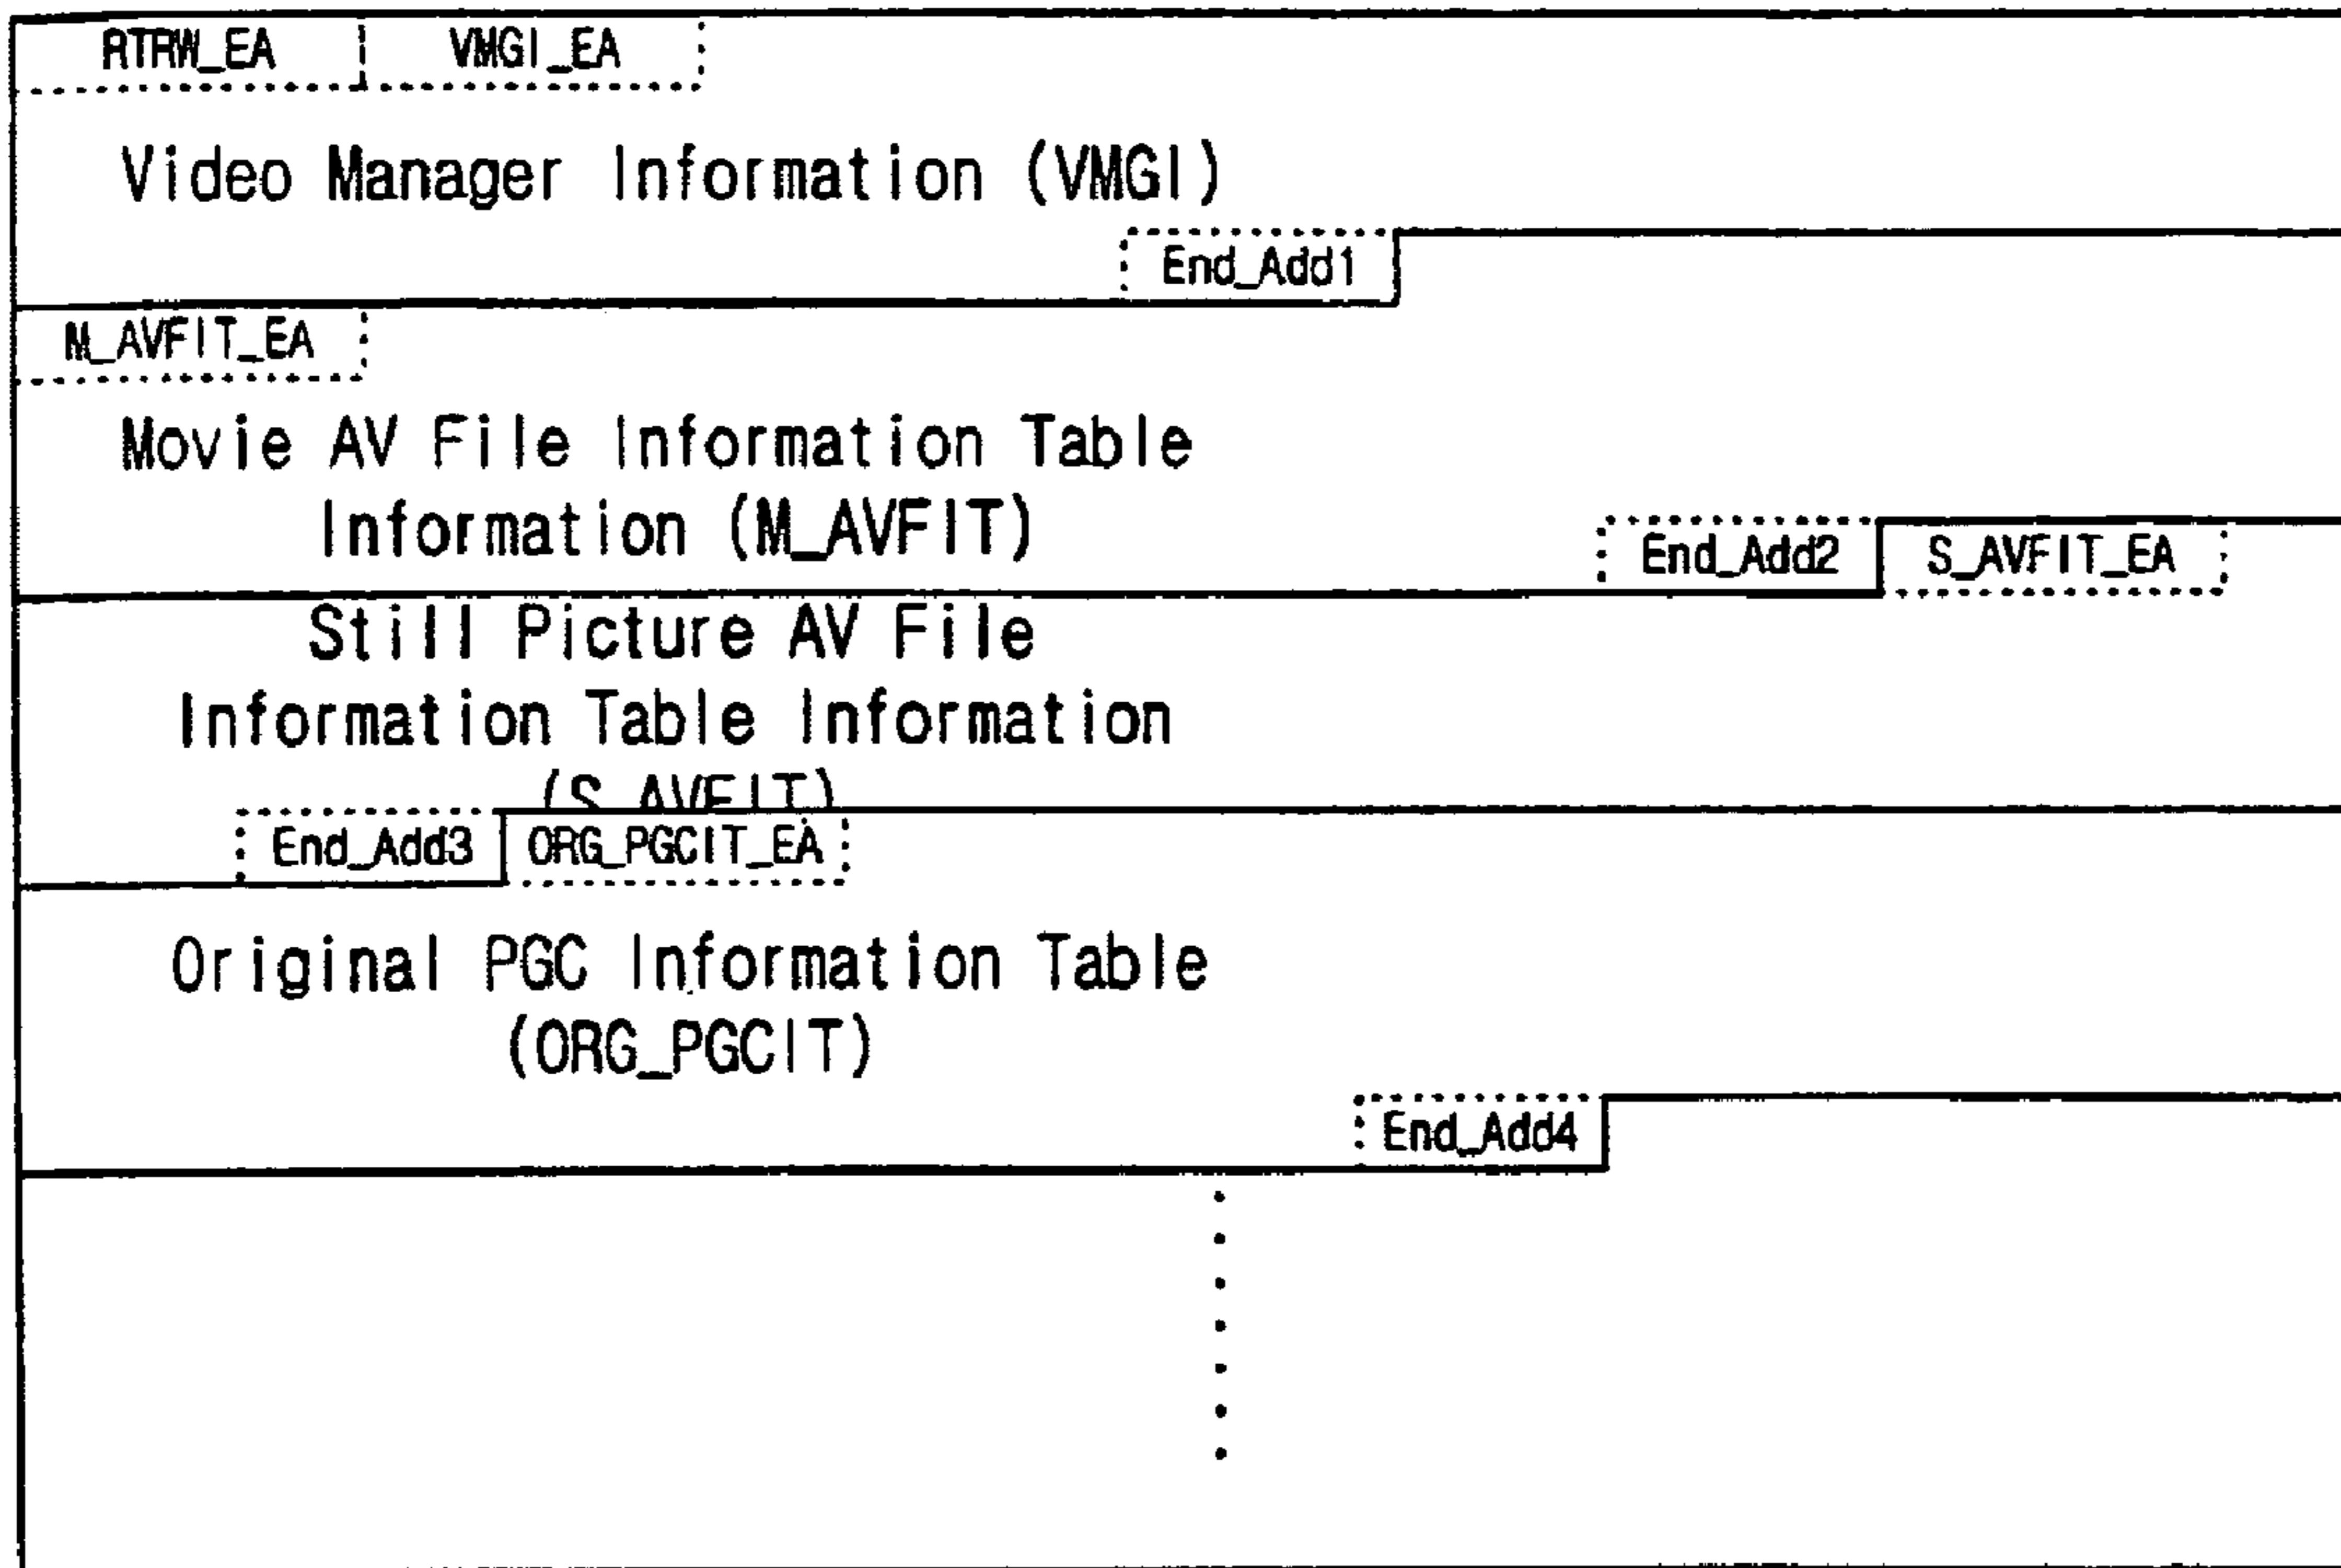 RTRW_EA VMGI_EA
Video Manager Information (VMGI)
End_Add1
M_AVFIT_EA
Movie AV File Information Table
Information (M_AVFIT)
End_Add2 S_AVFIT_EA
Still Picture AV File
Information Table Information
(S_AVFIT)
End_Add3 ORG_PGCIT_EA
Original PGC Information Table
(ORG_PGCIT)
End_Add4